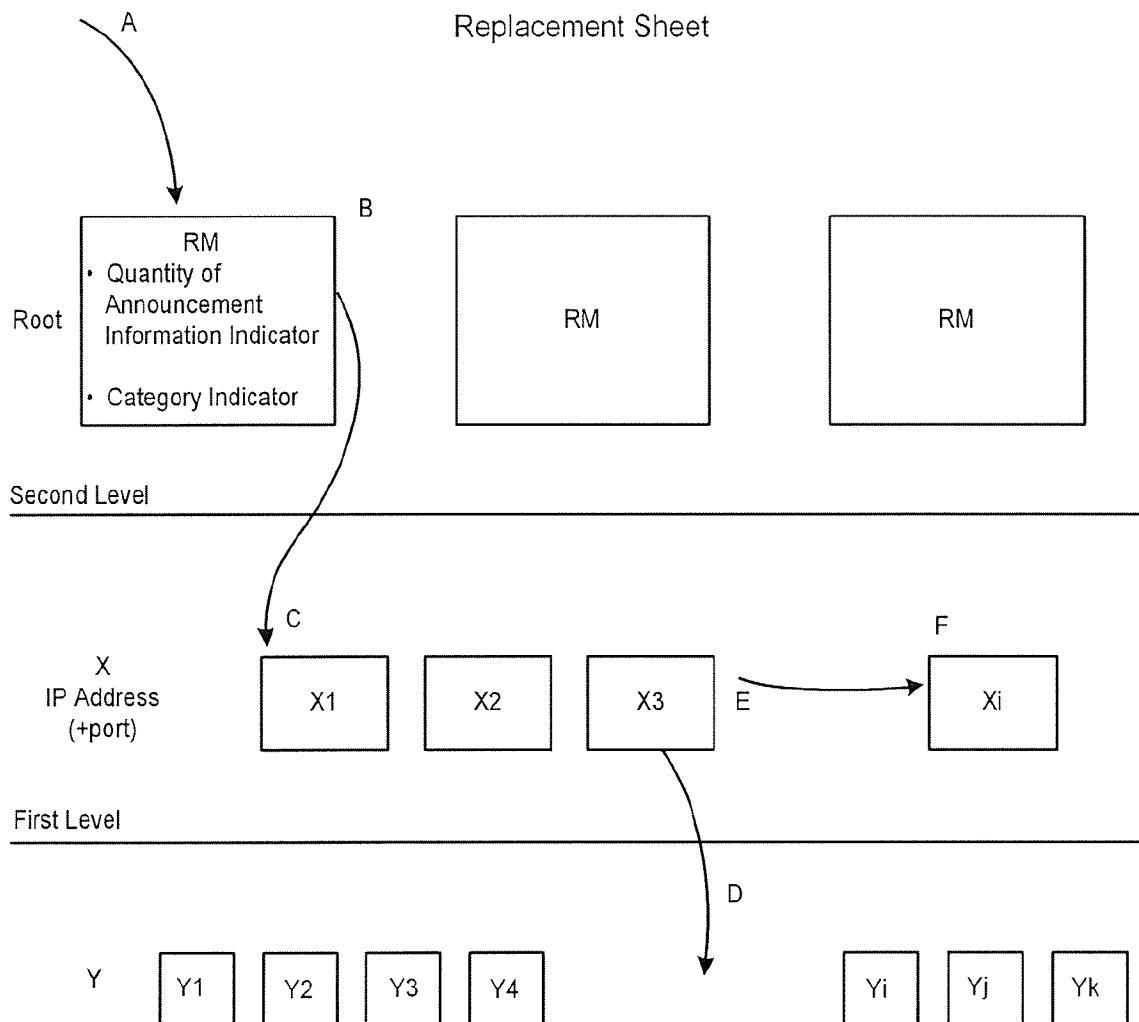 A
Replacement Sheet
B
RM
• Quantity of
Announcement
Information Indicator
• Category Indicator
Root
RM
RM
Second Level
C
F
X
IP Address
(+port)
X1
X2
X3
E
Xi
First Level
D
Y
Y1
Y2
Y3
Y4
Yi
Yj
Yk